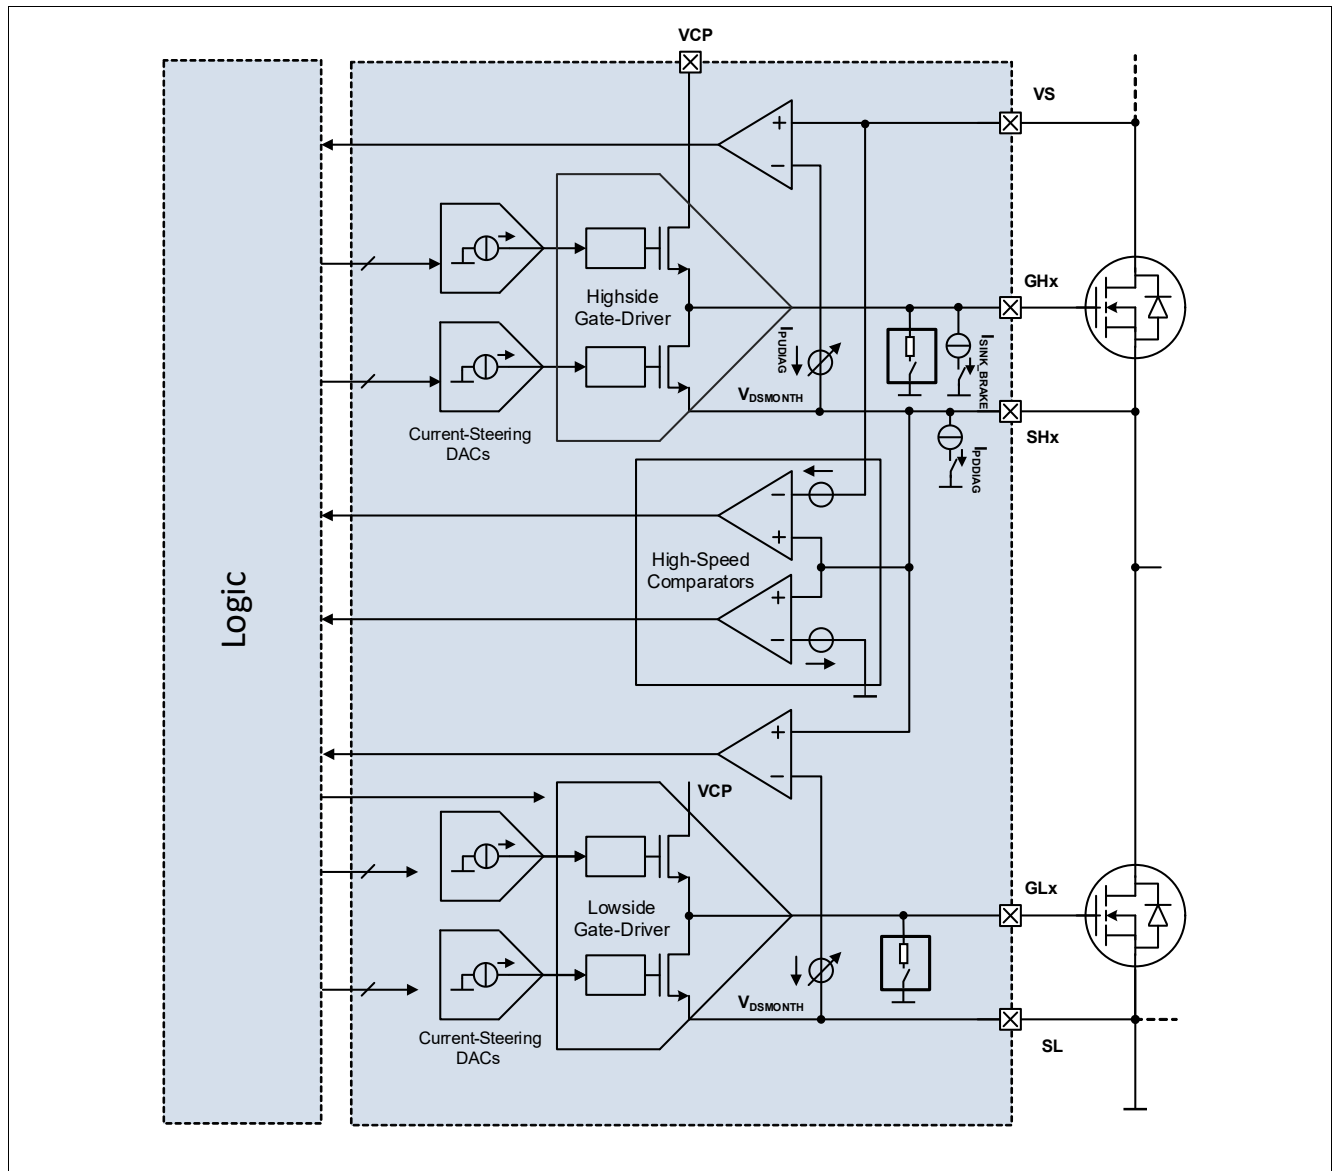 VCP
VS
+
−
GHx
Highside
Gate-Driver
IPUDIAG
ISINK_BRAKE
VDSMONTH
SHx
Current-Steering
DACs
IPDDIAG
−
+
High-Speed
Comparators
+
−
Logic
+
−
VCP
GLx
Lowside
Gate-Driver
VDSMONTH
Current-Steering
DACs
SL